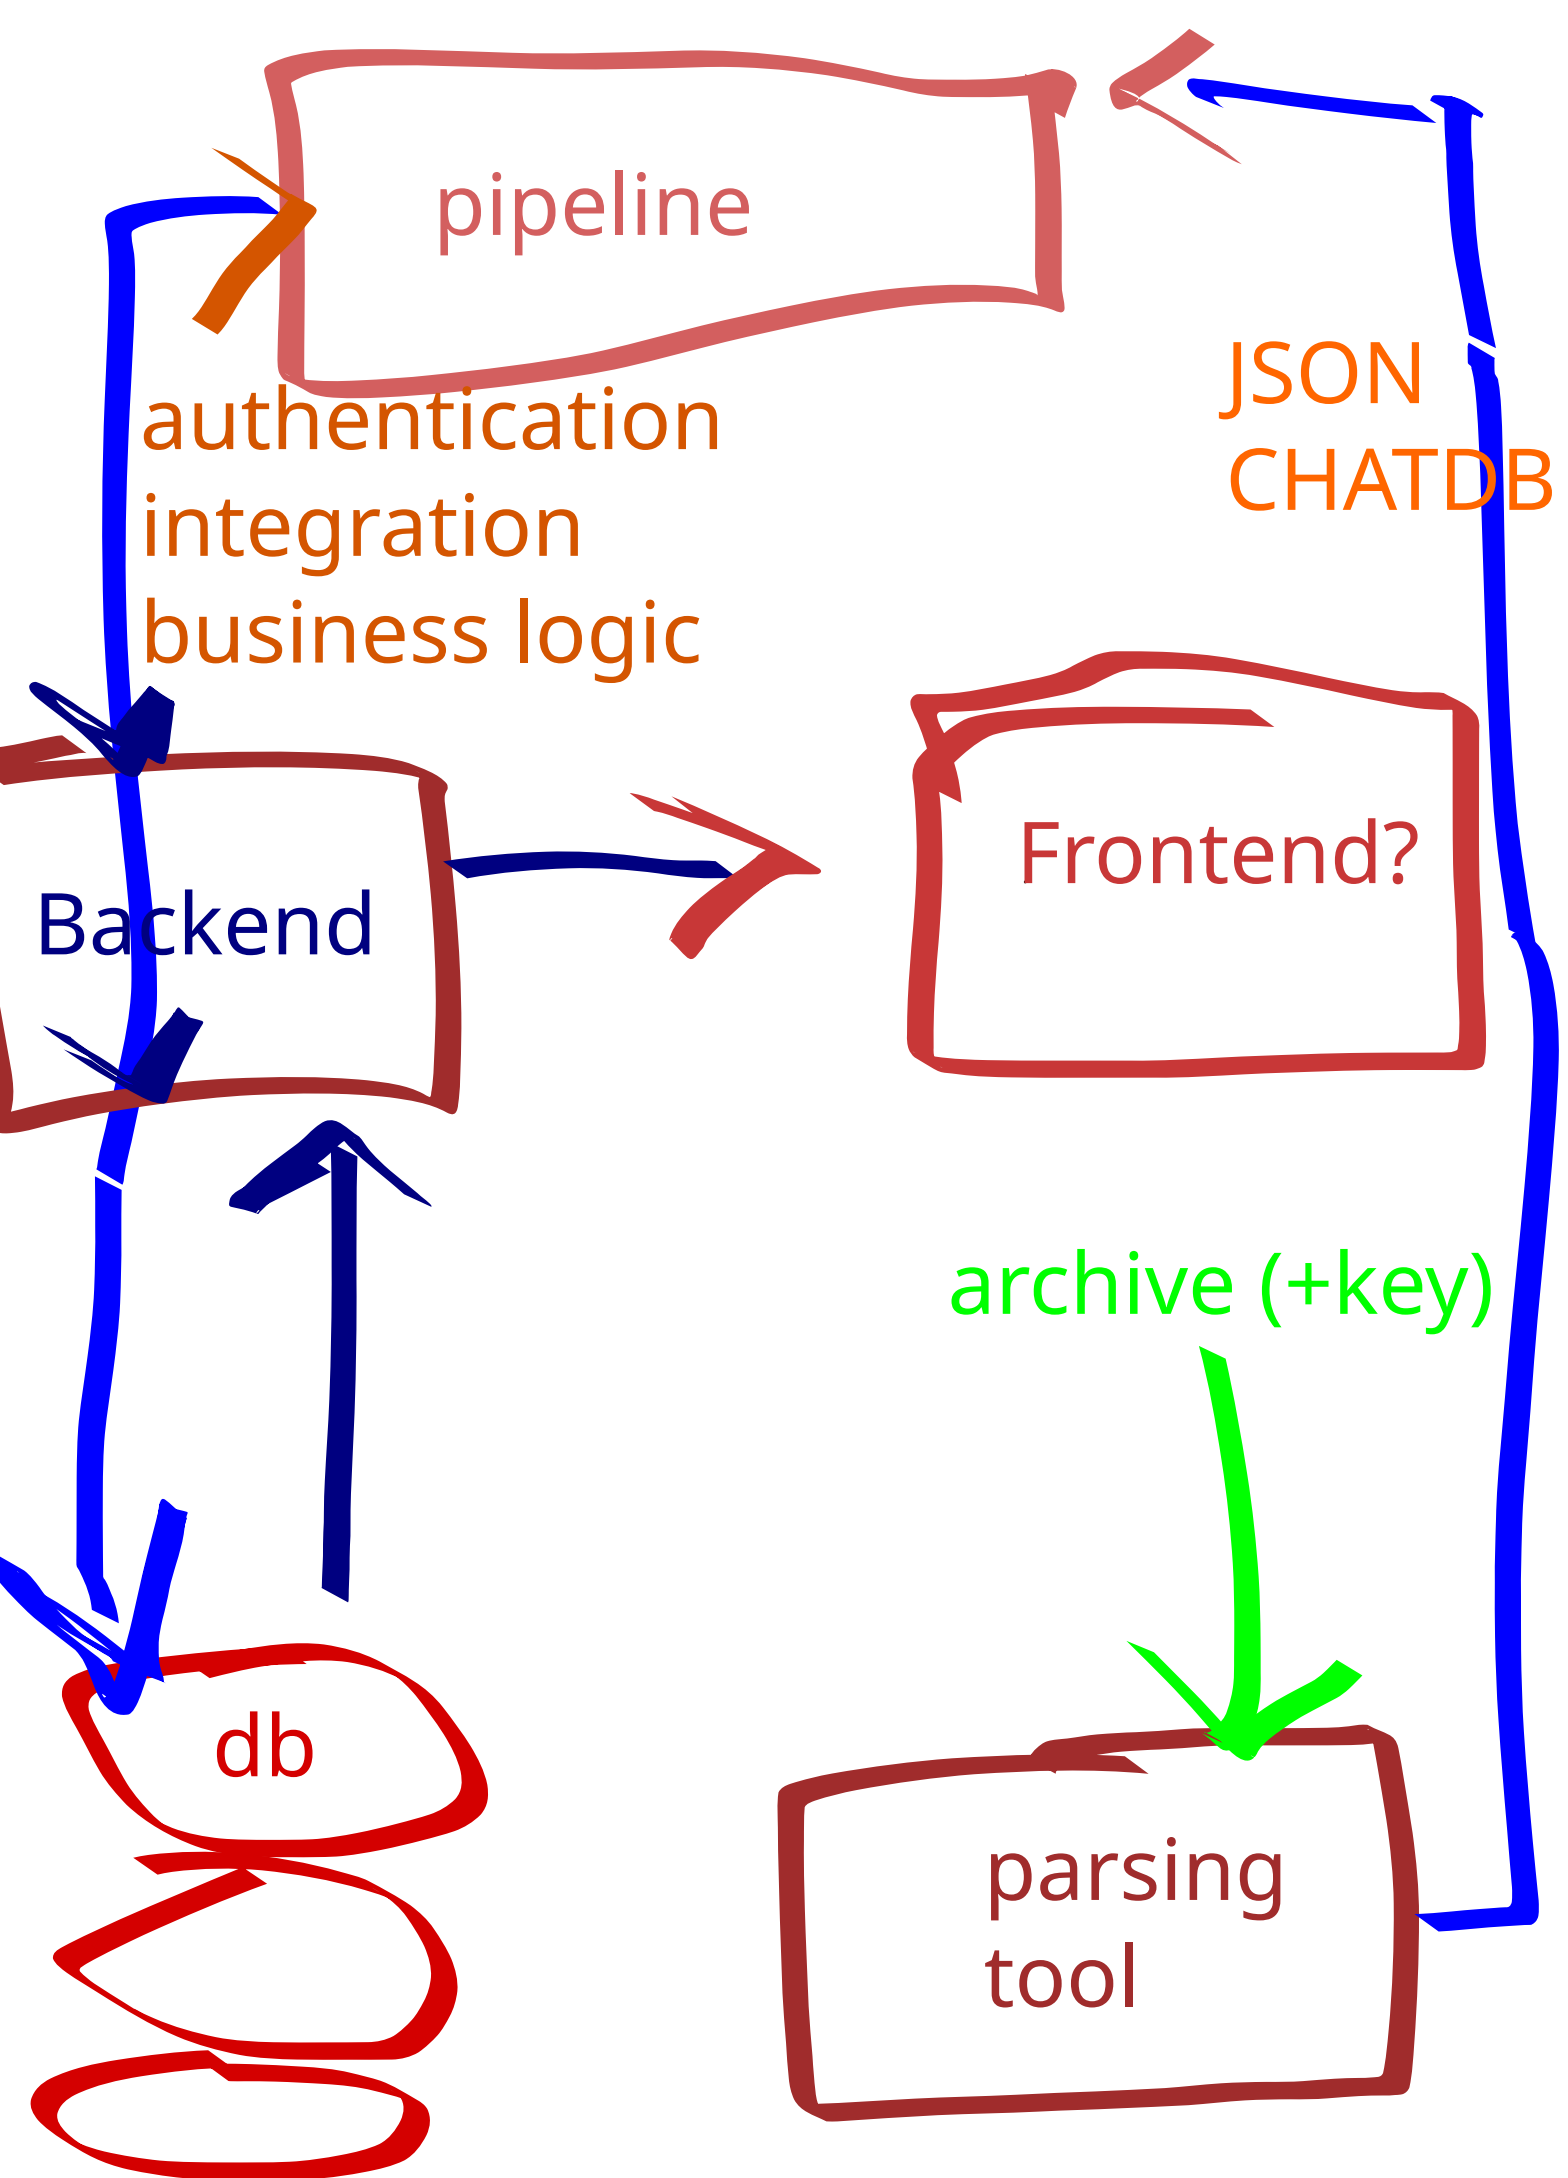 pipeline
JSON
CHATDB
authentication
integration
business logic
Frontend?
Backend
archive (+key)
db
parsing
tool